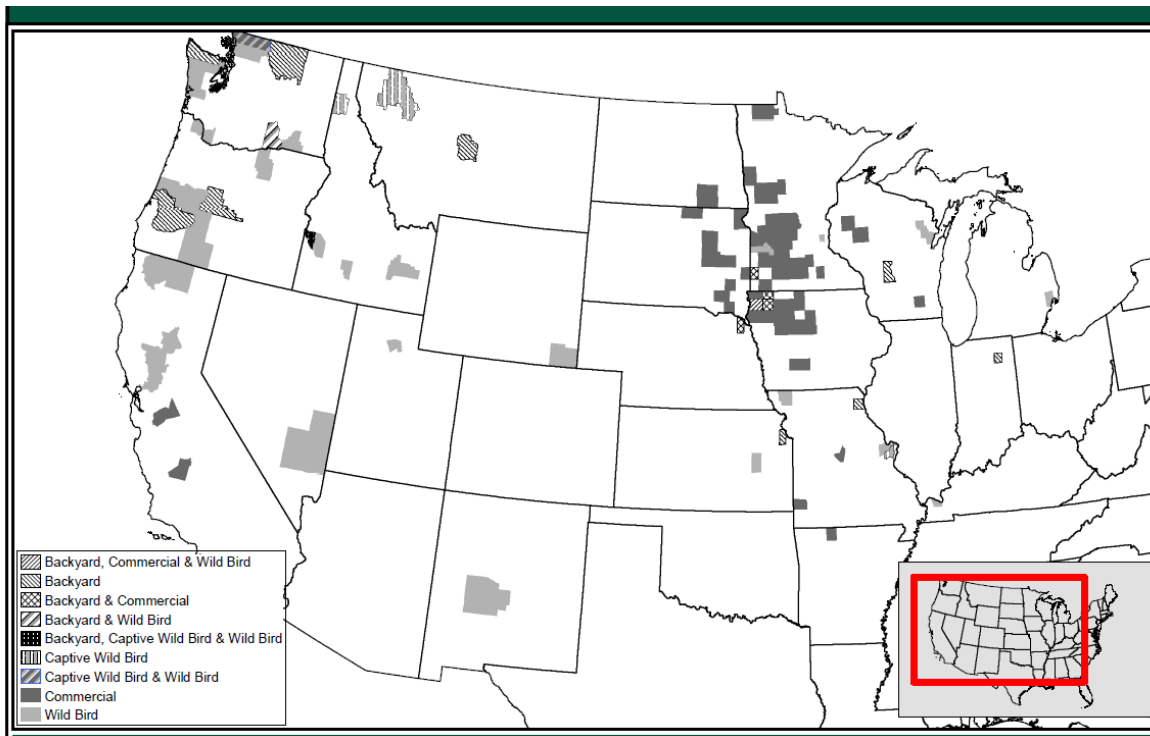 Backyard, Commercial & Wild Bird
Backyard
Backyard & Commercial
Backyard & Wild Bird
Backyard, Captive Wild Bird & Wild Bird
Captive Wild Bird
Captive Wild Bird & Wild Bird
Commercial
Wild Bird